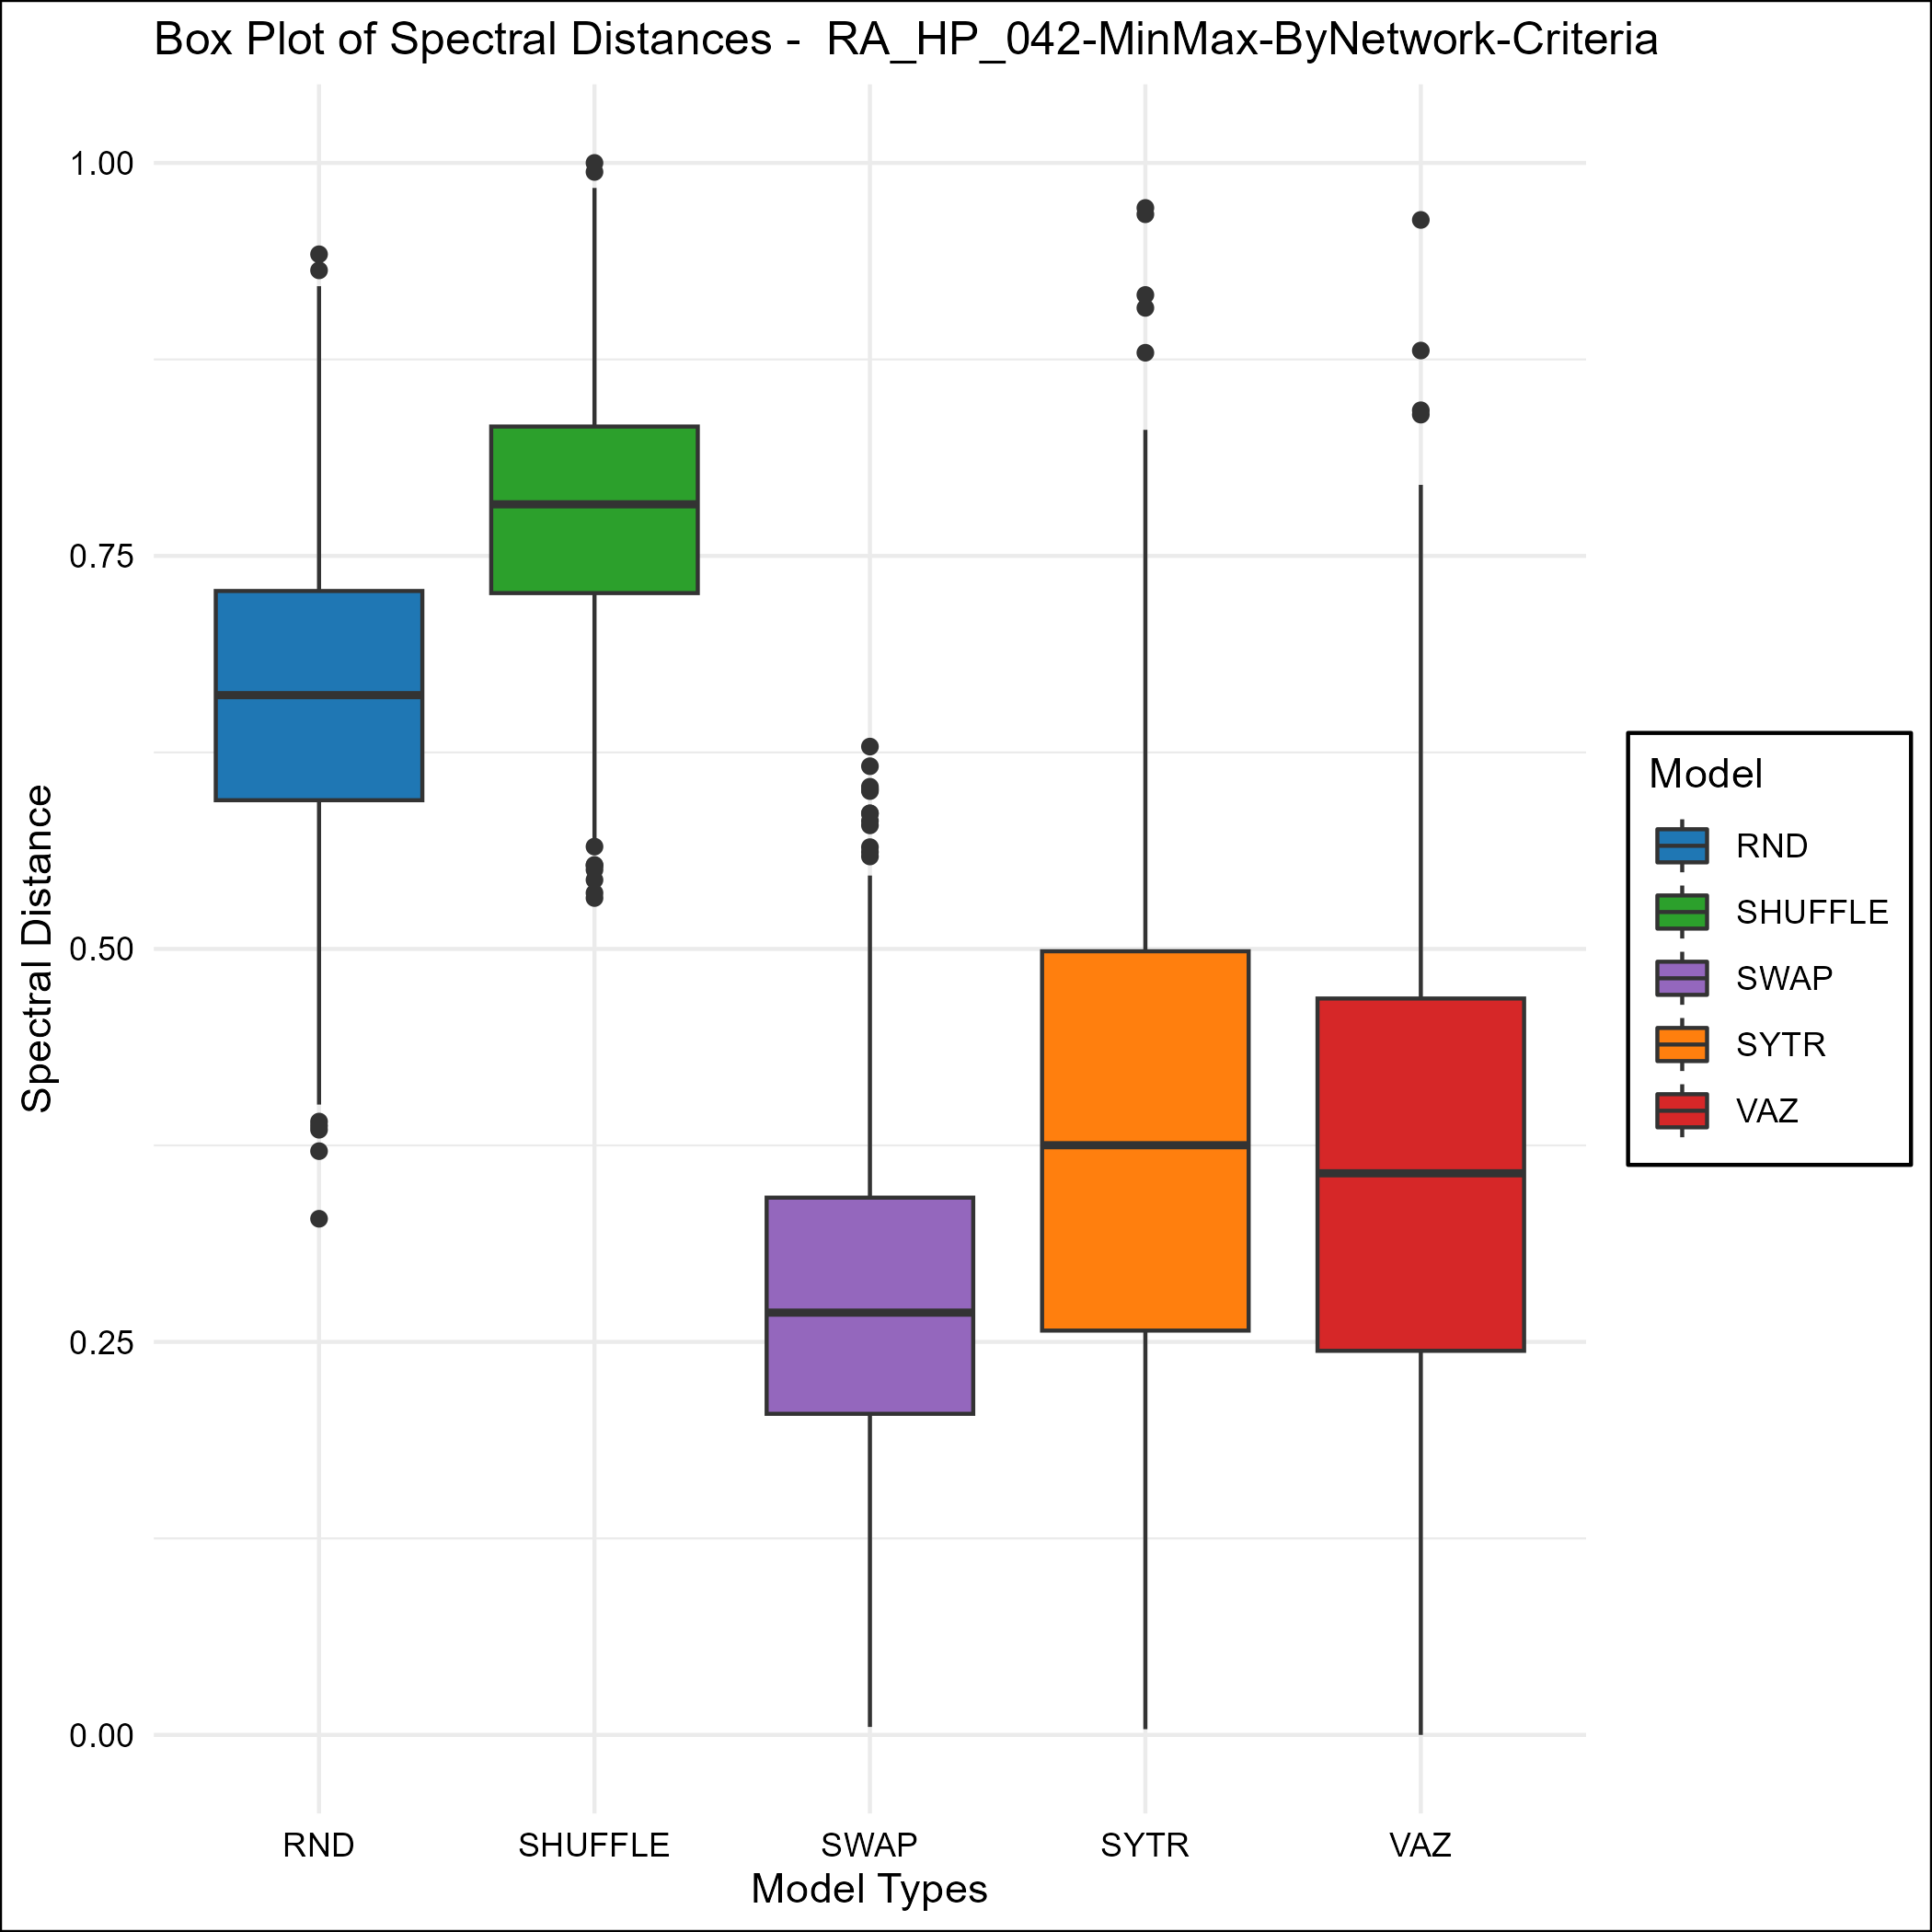 Box Plot of Spectral Distances -  RA_HP_042-MinMax-ByNetwork-Criteria
Spectral Distance
1.00
0.75
0.50
0.25
0.00
RND
SHUFFLE
SWAP
SYTR
VAZ
Model Types
Model
RND
SHUFFLE
SWAP
SYTR
VAZ